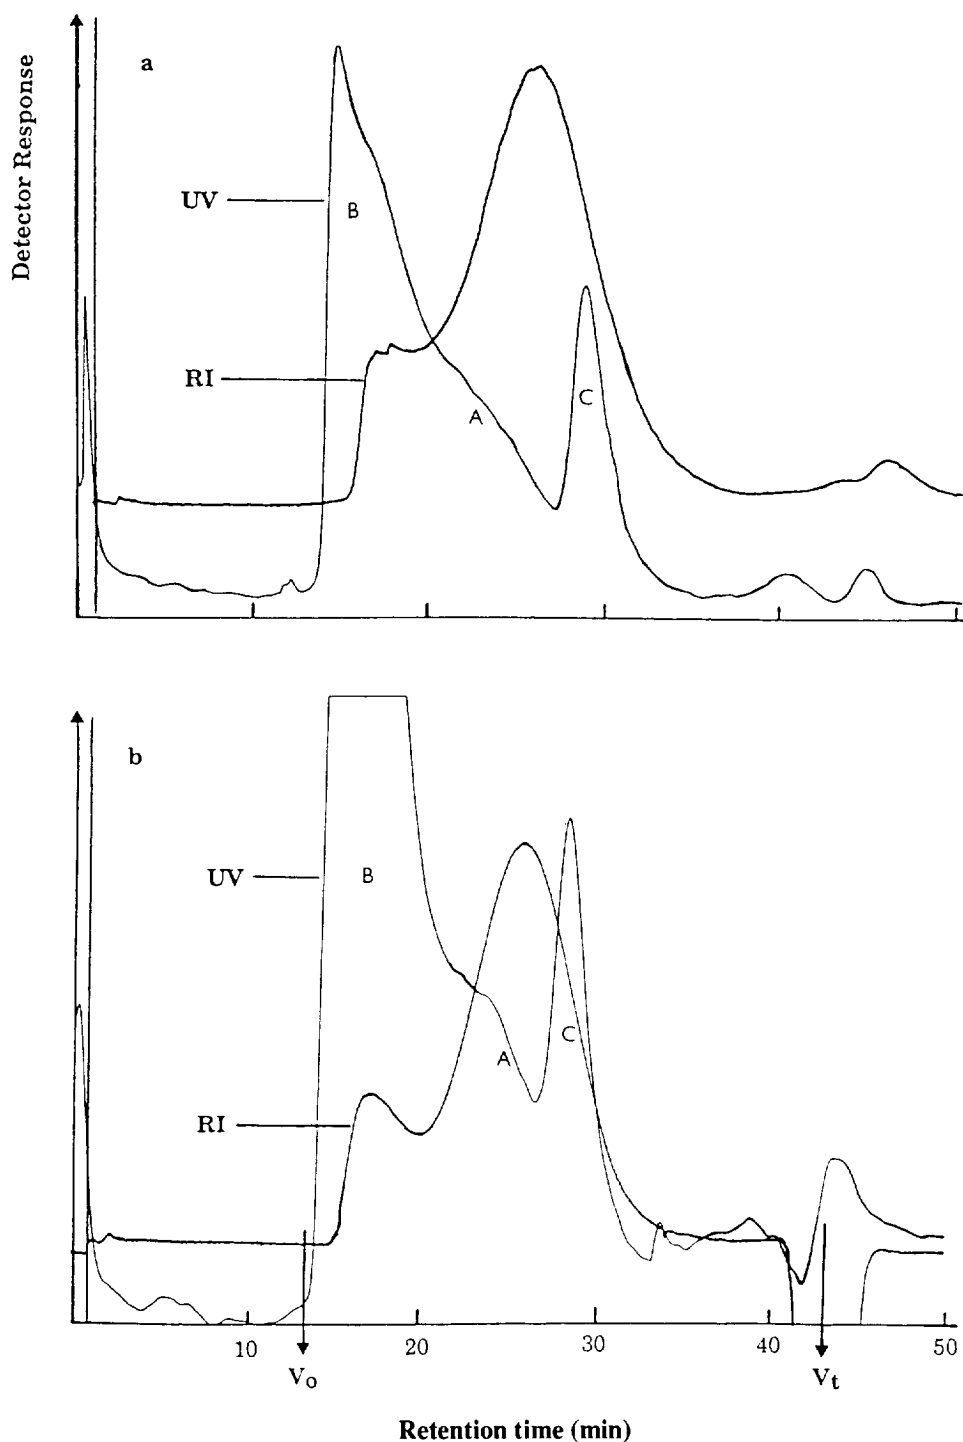 Detector Response
a
UV
B
RI
A
C
b
UV
B
RI
A
C
10
20
30
40
50
Vo
Vt
Retention time (min)